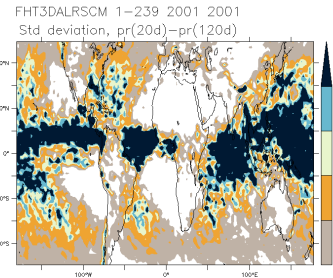 FHT3DALRSCM 1-239 2001 2001
Std deviation, pr(20d)-pr(120d)
0°
100°W
0°
100°E